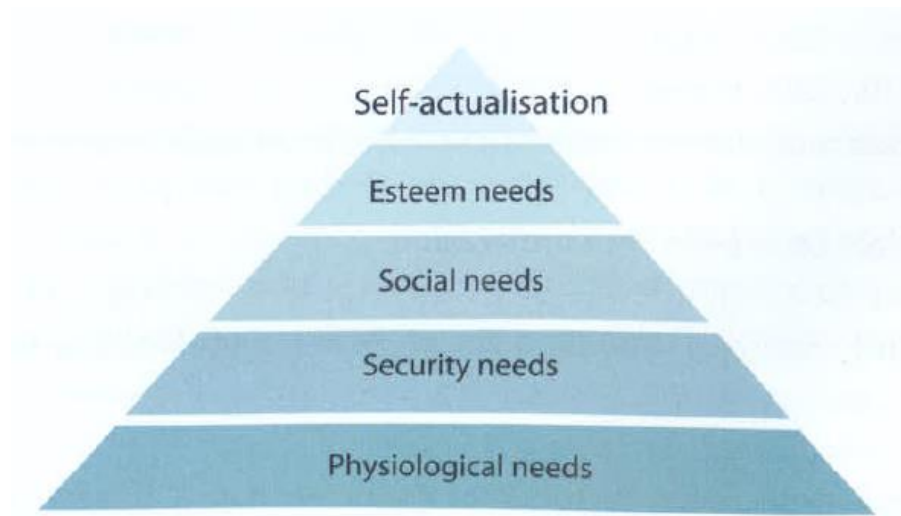 Self-actualisation
Esteem needs
Social needs
Security needs
Physiological needs